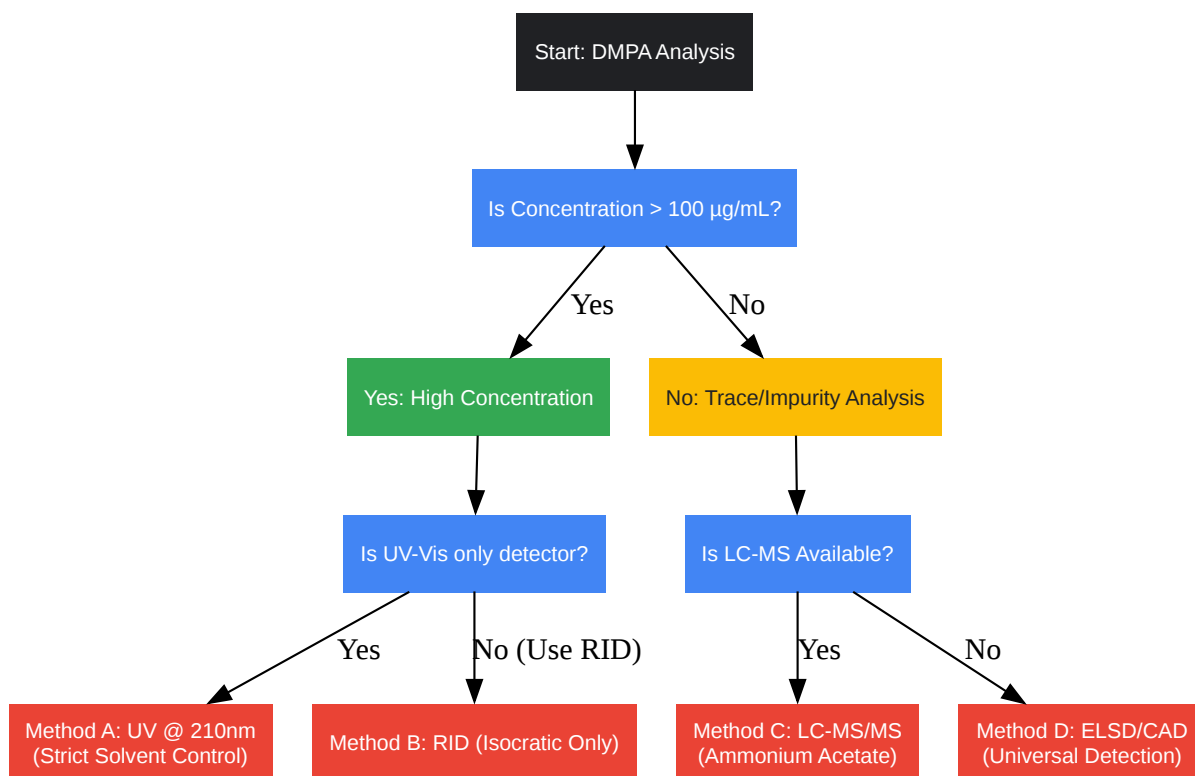 Start: DMPA Analysis
Is Concentration > 100 µg/mL?
Yes
No
Yes: High Concentration
No: Trace/Impurity Analysis
Is UV-Vis only detector?
Is LC-MS Available?
Yes
No (Use RID)
Yes
No
Method A: UV @ 210nm
(Strict Solvent Control)
Method B: RID (Isocratic Only)
Method C: LC-MS/MS
(Ammonium Acetate)
Method D: ELSD/CAD
(Universal Detection)